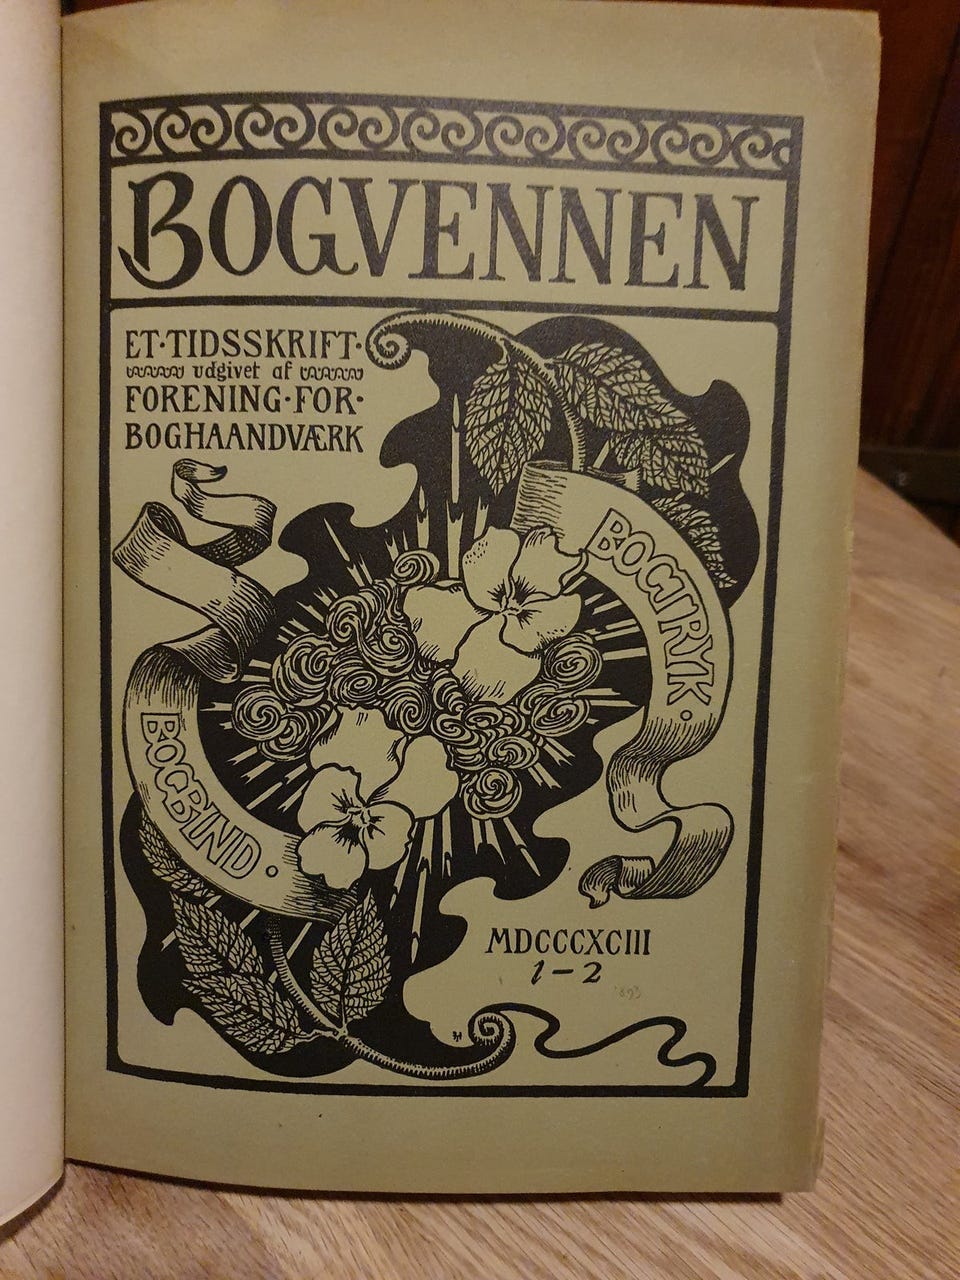 BOGVENNEN
ET·TIDSSKRIFT·
udgivet af
FORENING·FOR·
BOGHAANDVÆRK
BOGTRYK·
BOGBIND·
MDCCCXCIII
1-2